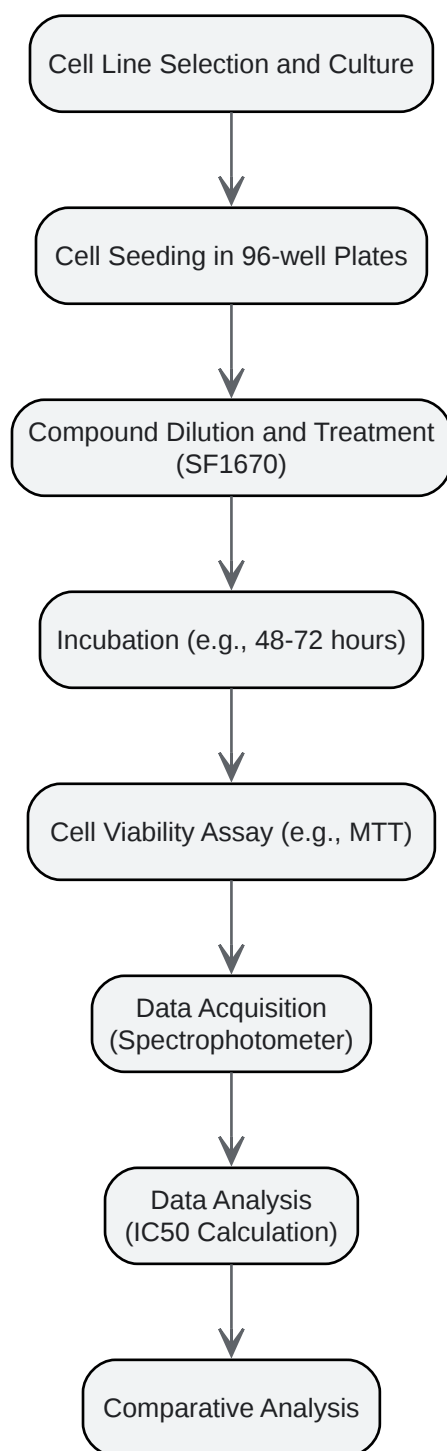 Cell Line Selection and Culture
Cell Seeding in 96-well Plates
Compound Dilution and Treatment
(SF1670)
Incubation (e.g., 48-72 hours)
Cell Viability Assay (e.g., MTT)
Data Acquisition
(Spectrophotometer)
Data Analysis
(IC50 Calculation)
Comparative Analysis